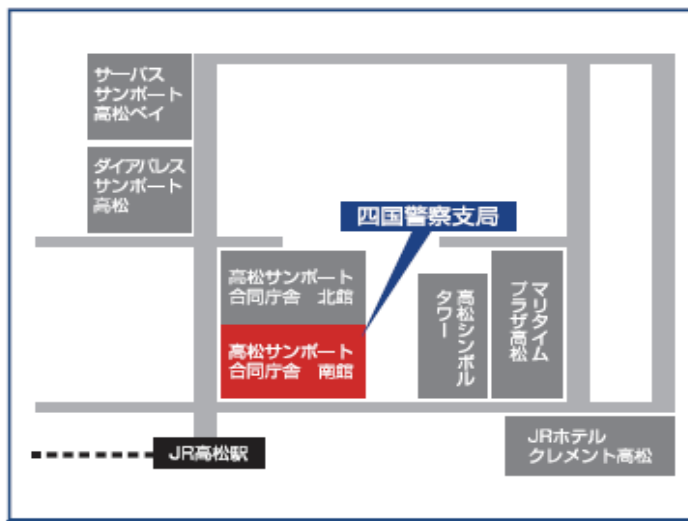 サーパス
サンポート
高松ベイ
ダイアパレス
サンポート
高松
四国警察支局
高松サンポート
合同庁舎　北館
高松サンポート
合同庁舎　南館
高松シンボル
タワー
マリタイム
プラザ高松
JR高松駅
JRホテル
クレメント高松